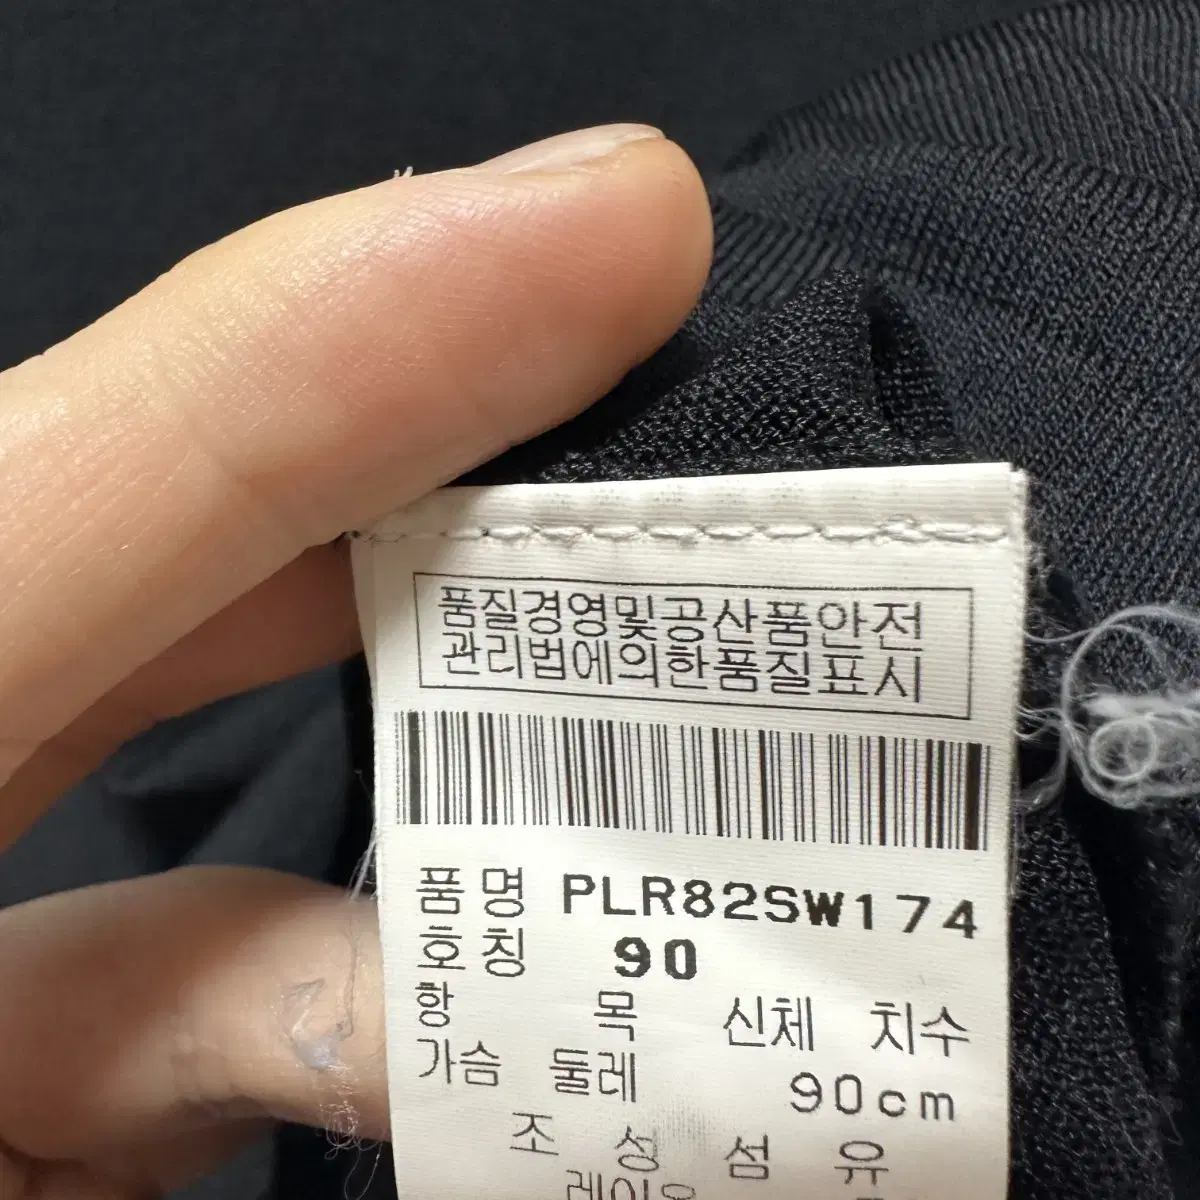 품질경영및공산품안전
관리법에의한품질표시
품 명 PLR82SW174
호 칭 90
항 목 신체 치수
가슴 둘레 90cm
조 성 섬 유